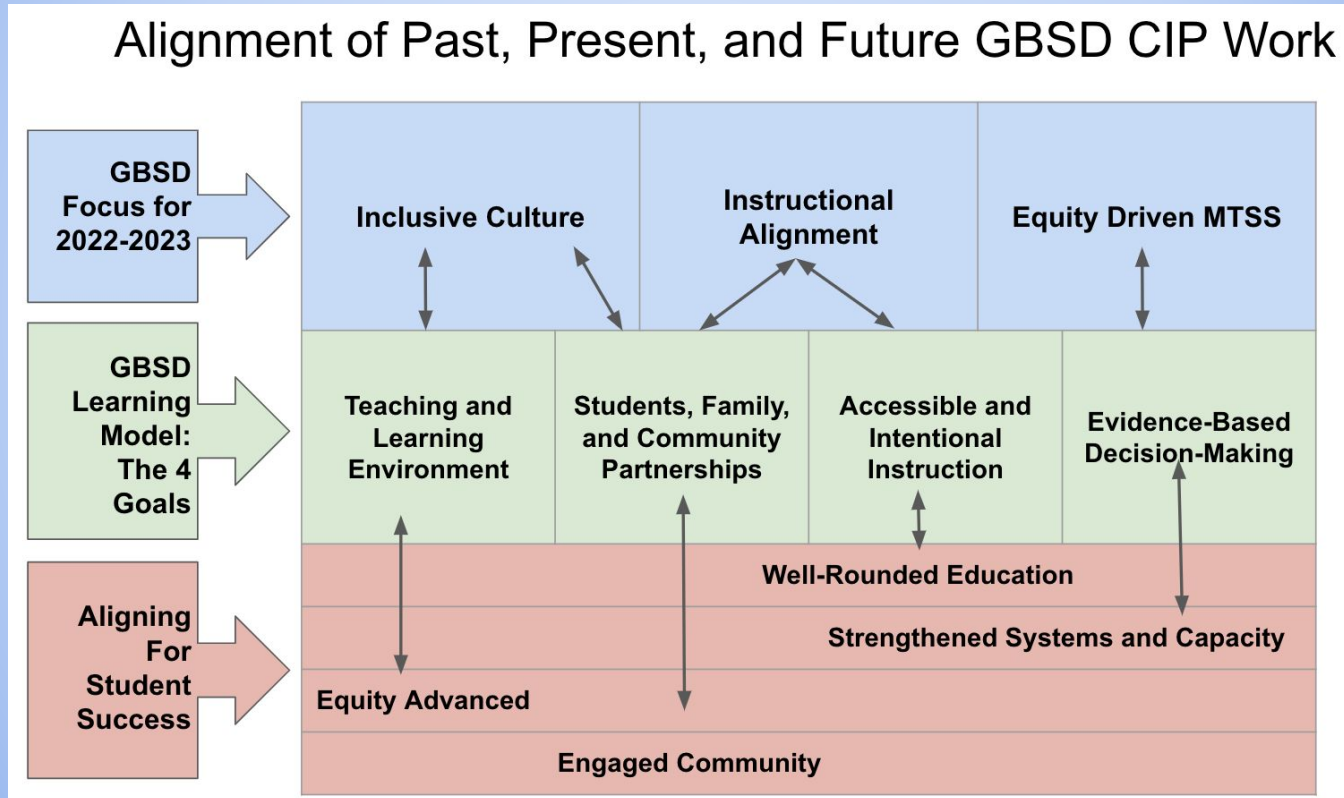 Alignment of Past, Present, and Future GBSD CIP Work
GBSD
Focus for
2022-2023
Inclusive Culture
Instructional
Alignment
Equity Driven MTSS
GBSD
Learning
Model:
The 4
Goals
Teaching and
Learning
Environment
Students, Family,
and Community
Partnerships
Accessible and
Intentional
Instruction
Evidence-Based
Decision-Making
Aligning
For
Student
Success
Well-Rounded Education
Strengthened Systems and Capacity
Equity Advanced
Engaged Community